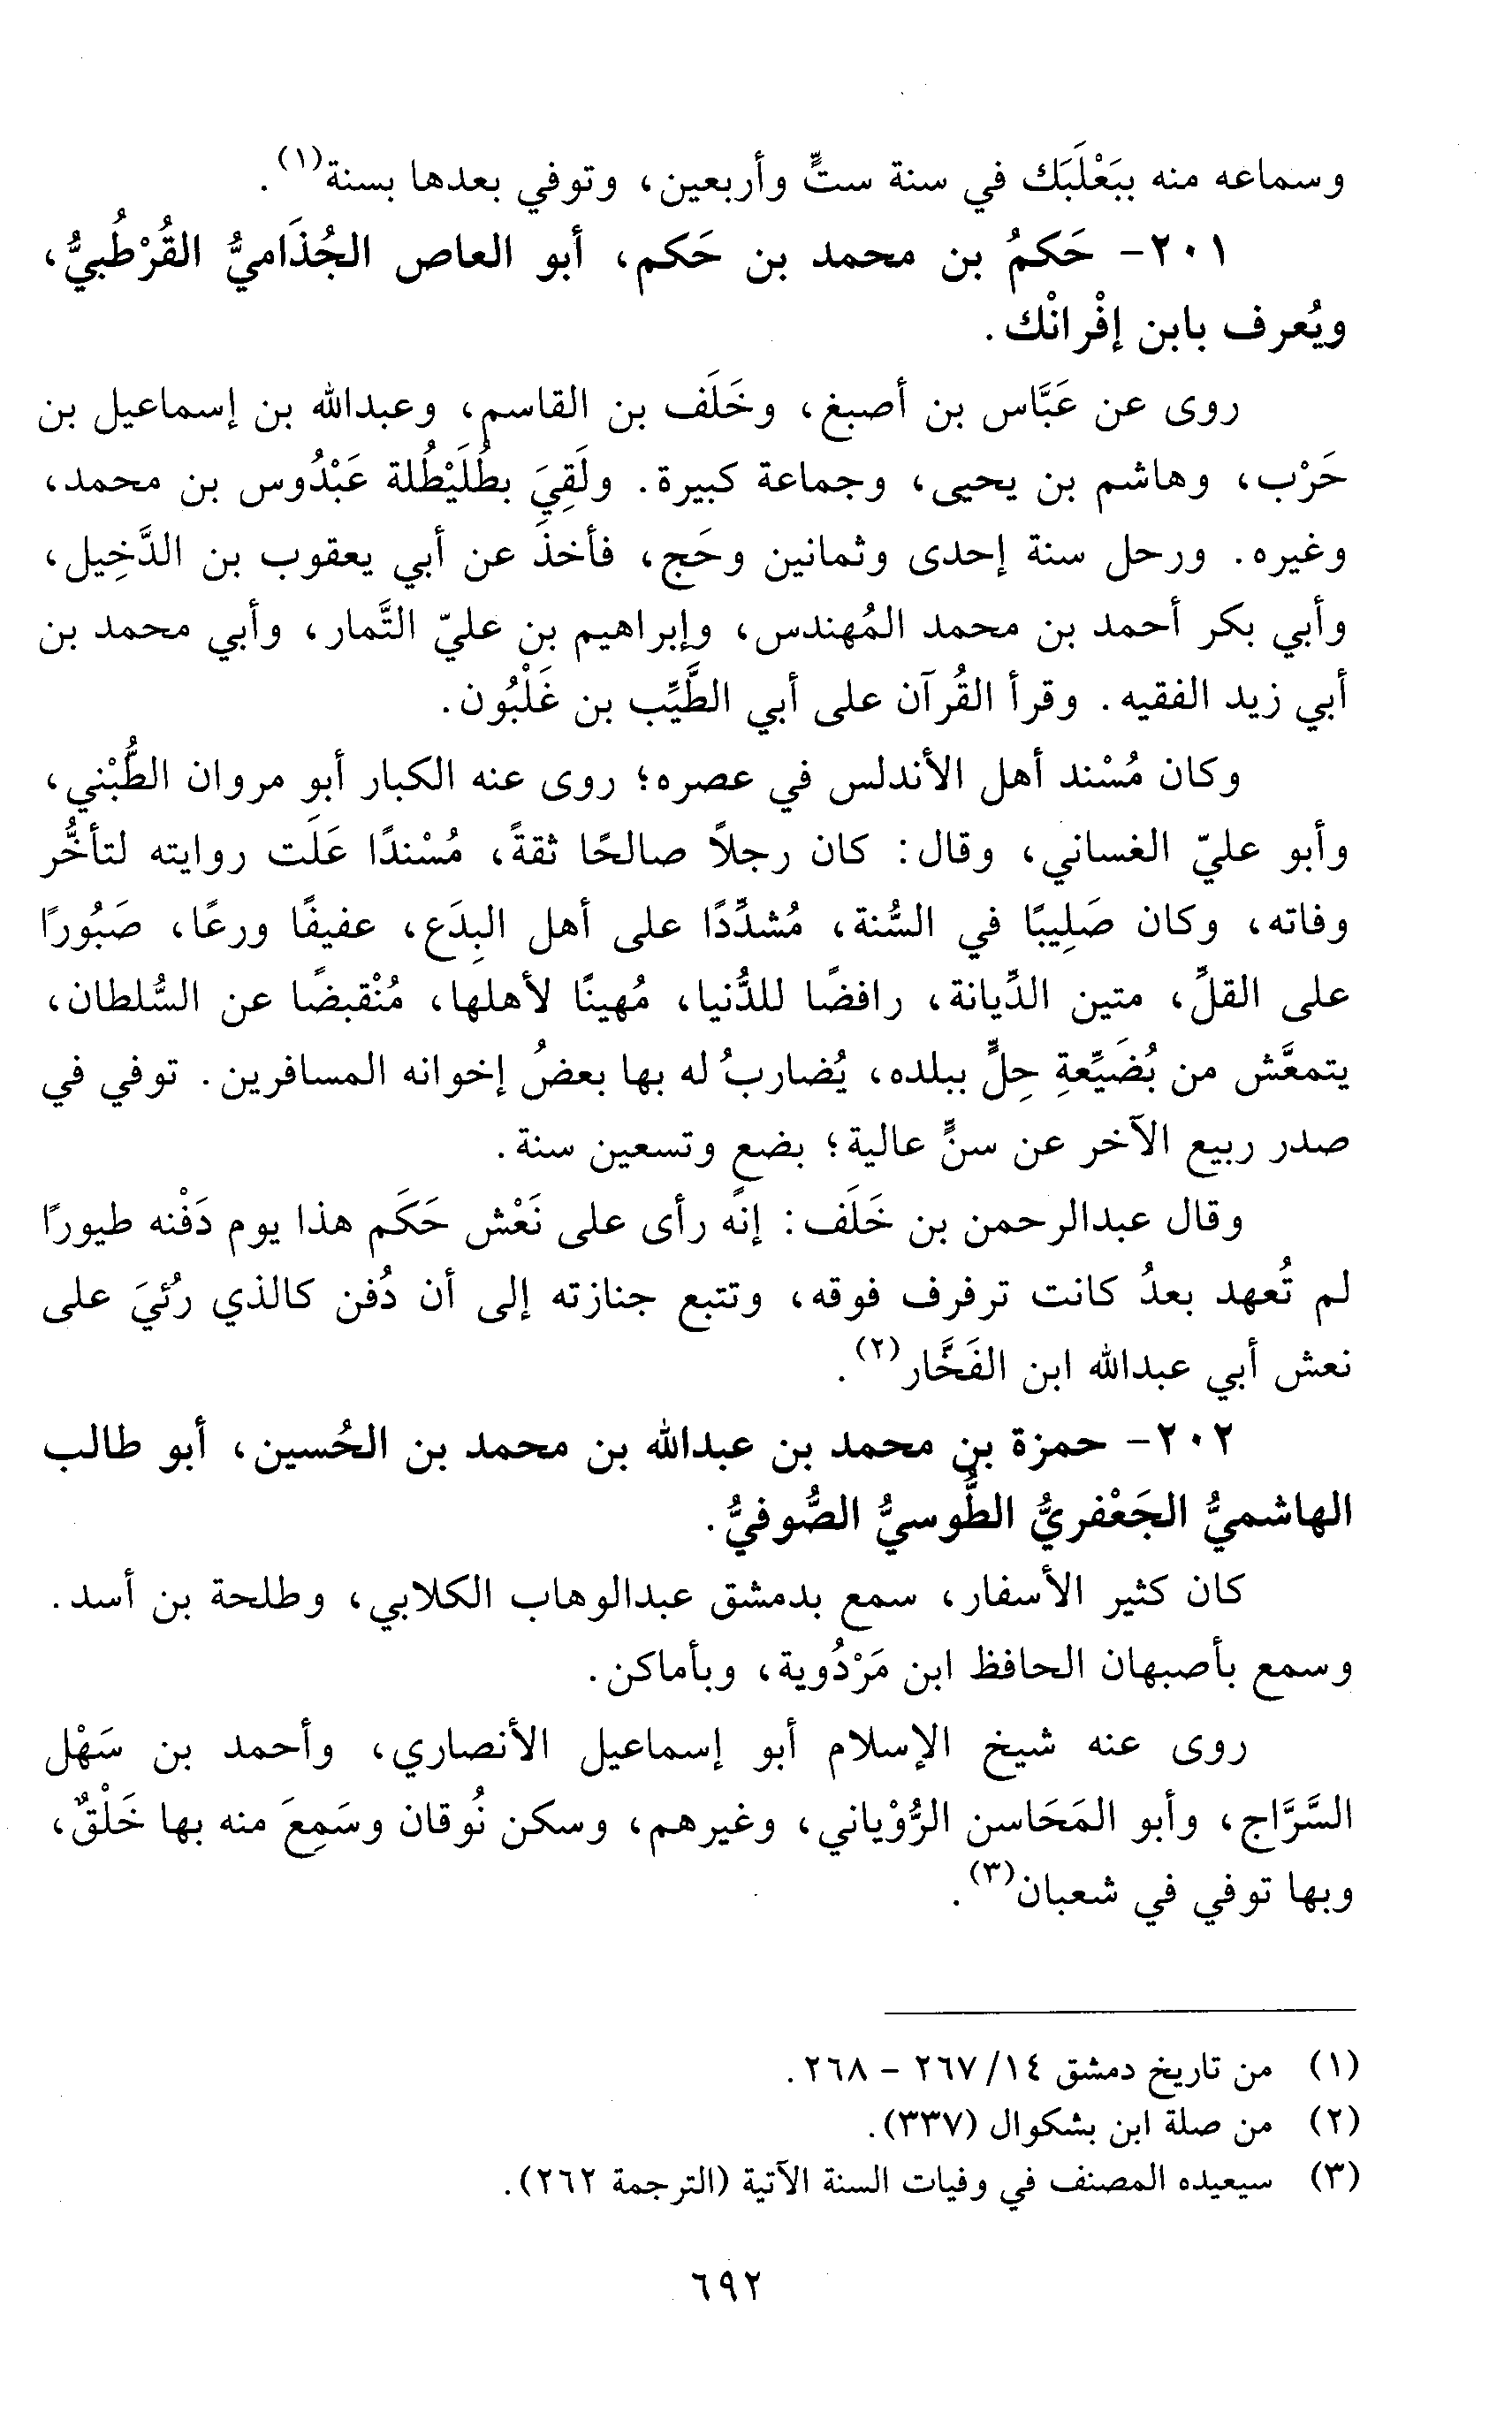 وسماعه منه ببَعْلَبَك في سنة ستٍّ وأربعين، وتوفي بعدها بسنة(١).
٢٠١- حَكمُ بن محمد بن حَكم، أبو العاص الجُذَاميُّ القُرْطُبيُّ،
ويُعرف بابن إفْرانْك.
روى عن عَبَّاس بن أصبغ، وخَلَف بن القاسم، وعبدالله بن إسماعيل بن
حَرْب، وهاشم بن يحيى، وجماعة كبيرة. ولَقِيَ بطُلَيْطُلة عَبْدُوس بن محمد،
وغيره. ورحل سنة إحدى وثمانين وحَج، فأخذَ عن أبي يعقوب بن الدَّخِيل،
وأبي بكر أحمد بن محمد المُهندس، وإبراهيم بن عليّ التَّمار، وأبي محمد بن
أبي زيد الفقيه. وقرأ القُرآن على أبي الطَّيِّب بن غَلْبُون.
وكان مُسْند أهل الأندلس في عصره؛ روى عنه الكبار أبو مروان الطُّبْني،
وأبو عليّ الغساني، وقال: كان رجلاً صالحًا ثقةً، مُسْندًا عَلَت روايته لتأخُّر
وفاته، وكان صَلِيبًا في السُّنة، مُشدِّدًا على أهل البِدَع، عفيفًا ورعًا، صَبُورًا
على القلِّ، متين الدِّيانة، رافضًا للدُّنيا، مُهينًا لأهلها، مُنْقبضًا عن السُّلطان،
يتمعَّش من بُضَيِّعةِ حِلٍّ ببلده، يُضاربُ له بها بعضُ إخوانه المسافرين. توفي في
صدر ربيع الآخر عن سنٍّ عالية؛ بضع وتسعين سنة.
وقال عبدالرحمن بن خَلَف: إنه رأى على نَعْش حَكَم هذا يوم دَفْنه طيورًا
لم تُعهد بعدُ كانت ترفرف فوقه، وتتبع جنازته إلى أن دُفن كالذي رُئيَ على
نعش أبي عبدالله ابن الفَخَّار(٢).
٢٠٢- حمزة بن محمد بن عبدالله بن محمد بن الحُسين، أبو طالب
الهاشميُّ الجَعْفريُّ الطُّوسيُّ الصُّوفيُّ.
كان كثير الأسفار، سمع بدمشق عبدالوهاب الكلابي، وطلحة بن أسد.
وسمع بأصبهان الحافظ ابن مَرْدُوية، وبأماكن.
روى عنه شيخ الإسلام أبو إسماعيل الأنصاري، وأحمد بن سَهْل
السَّرَّاج، وأبو المَحَاسن الرُّوْياني، وغيرهم، وسكن نُوقان وسَمِعَ منه بها خَلْقٌ،
وبها توفي في شعبان(٣).
(١) من تاريخ دمشق ١٤/ ٢٦٧ - ٢٦٨.
(٢) من صلة ابن بشكوال (٣٣٧).
(٣) سيعيده المصنف في وفيات السنة الآتية (الترجمة ٢٦٢).
٦٩٢